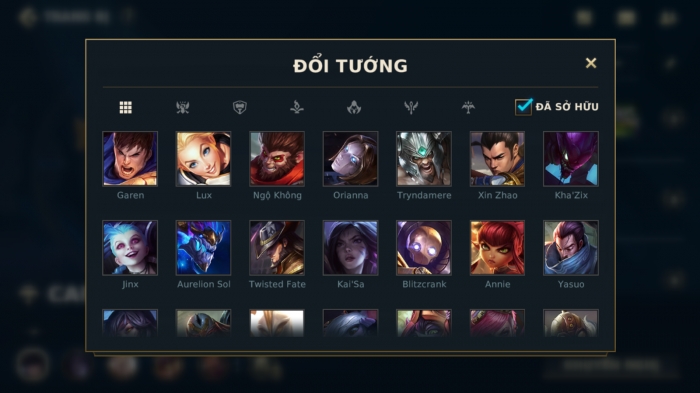 ĐỔI TƯỚNG
ĐÃ SỞ HỮU
Garen Lux Ngộ Không Orianna Tryndamere Xin Zhao Kha'Zix
Jinx Aurelion Sol Twisted Fate Kai'Sa Blitzcrank Annie Yasuo